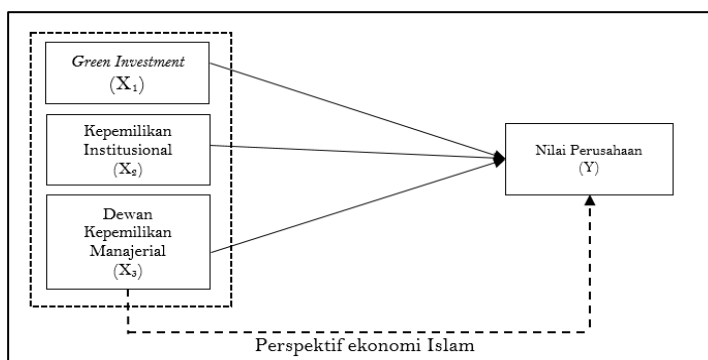 Green Investment
(X₁)
Kepemilikan
Institusional
(X₂)
Dewan
Kepemilikan
Manajerial
(X₃)
Nilai Perusahaan
(Y)
Perspektif ekonomi Islam